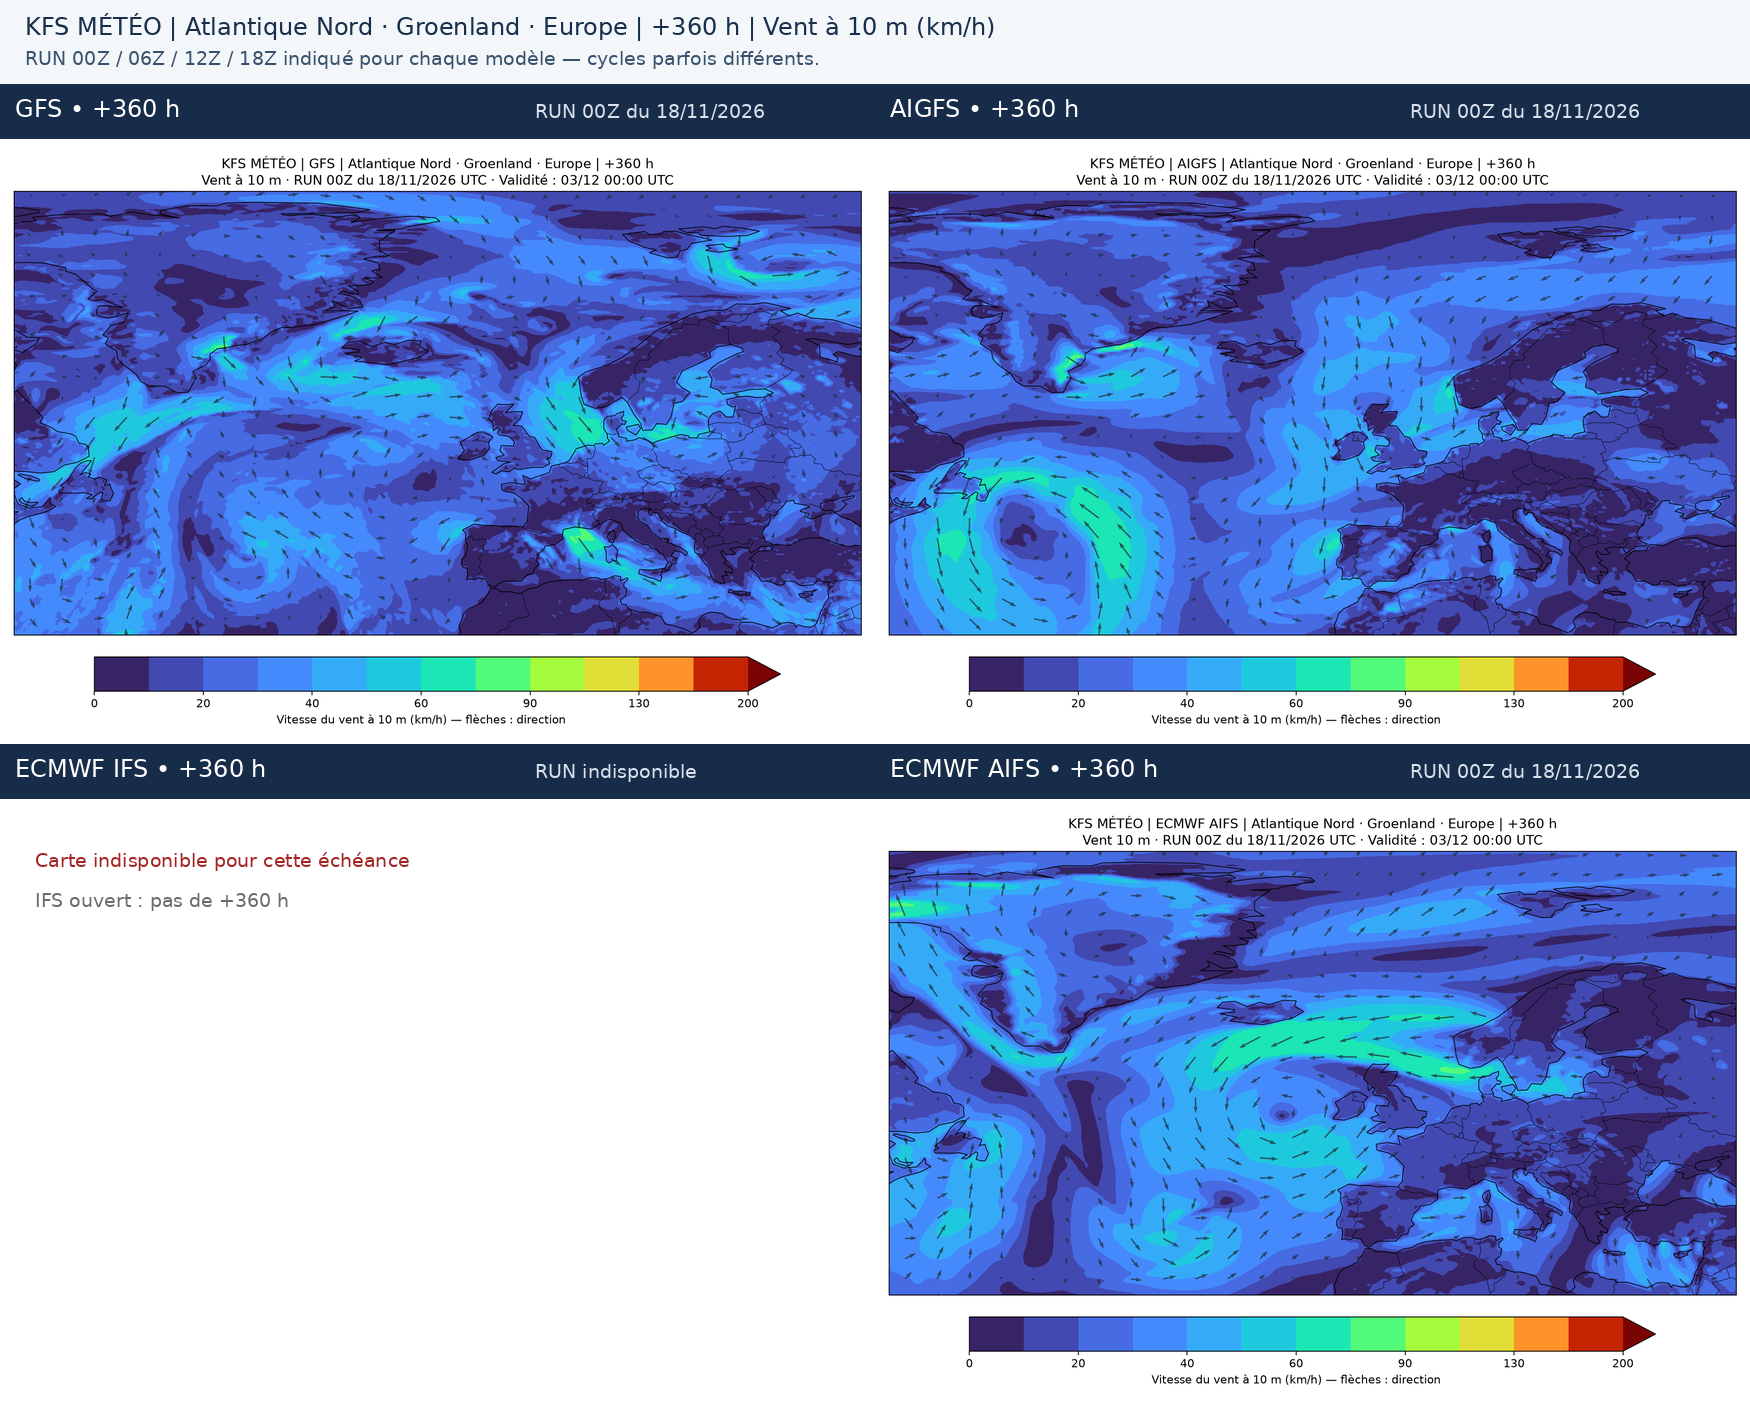 KFS MÉTÉO | Atlantique Nord · Groenland · Europe | +360 h | Vent à 10 m (km/h)
RUN 00Z / 06Z / 12Z / 18Z indiqué pour chaque modèle — cycles parfois différents.
GFS • +360 h
RUN 00Z du 18/11/2026
KFS MÉTÉO | GFS | Atlantique Nord · Groenland · Europe | +360 h
Vent à 10 m · RUN 00Z du 18/11/2026 UTC · Validité : 03/12 00:00 UTC
0 20 40 60 90 130 200
Vitesse du vent à 10 m (km/h) — flèches : direction
AIGFS • +360 h
RUN 00Z du 18/11/2026
KFS MÉTÉO | AIGFS | Atlantique Nord · Groenland · Europe | +360 h
Vent à 10 m · RUN 00Z du 18/11/2026 UTC · Validité : 03/12 00:00 UTC
0 20 40 60 90 130 200
Vitesse du vent à 10 m (km/h) — flèches : direction
ECMWF IFS • +360 h
RUN indisponible
Carte indisponible pour cette échéance
IFS ouvert : pas de +360 h
ECMWF AIFS • +360 h
RUN 00Z du 18/11/2026
KFS MÉTÉO | ECMWF AIFS | Atlantique Nord · Groenland · Europe | +360 h
Vent 10 m · RUN 00Z du 18/11/2026 UTC · Validité : 03/12 00:00 UTC
0 20 40 60 90 130 200
Vitesse du vent à 10 m (km/h) — flèches : direction